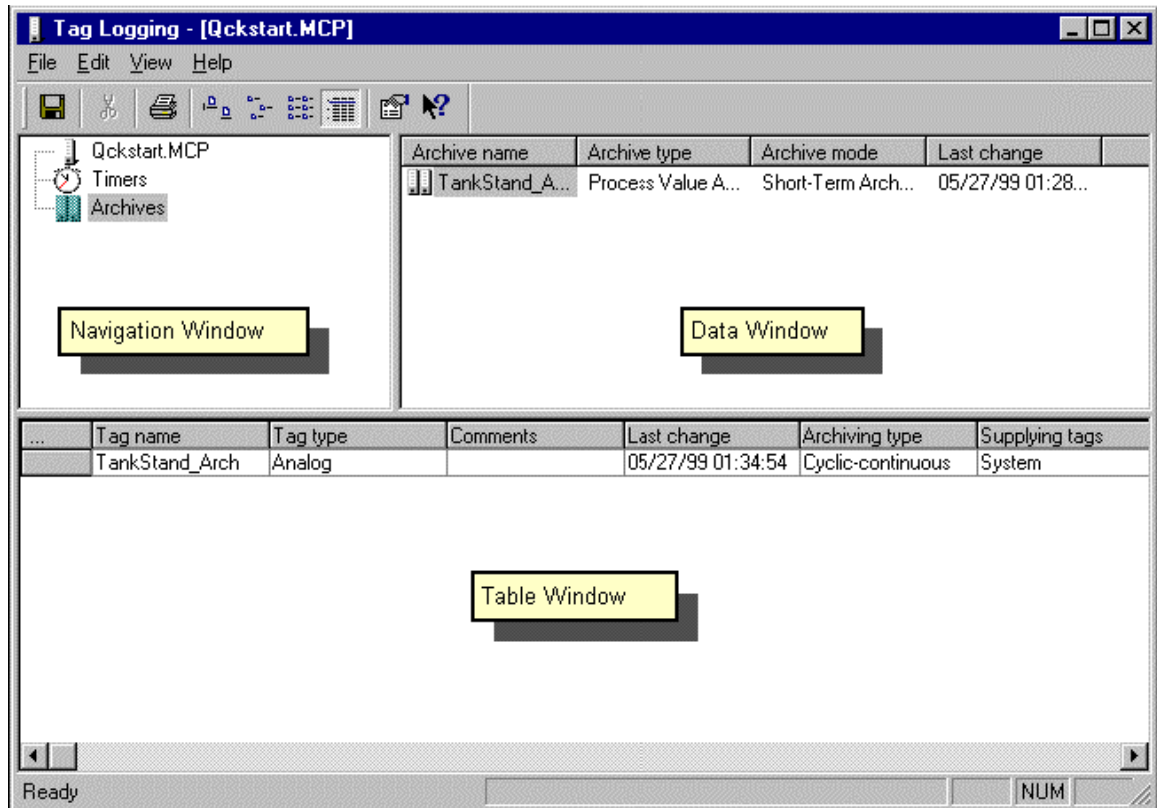 Tag Logging - [Qckstart.MCP]
File Edit View Help
Qckstart.MCP
Timers
Archives
Navigation Window
Archive name Archive type Archive mode Last change
TankStand_A... Process Value A... Short-Term Arch... 05/27/99 01:28...
Data Window
... Tag name Tag type Comments Last change Archiving type Supplying tags
TankStand_Arch Analog 05/27/99 01:34:54 Cyclic-continuous System
Table Window
Ready NUM